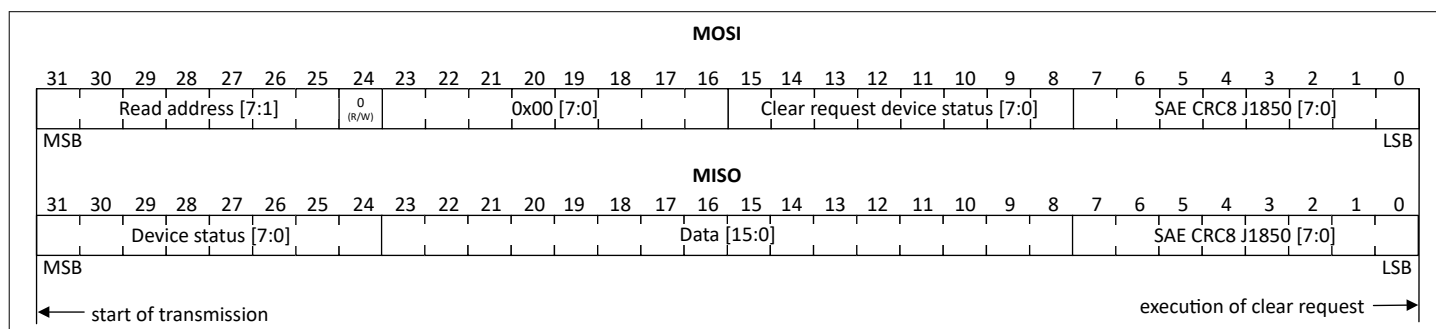 MOSI
31 30 29 28 27 26 25 24 23 22 21 20 19 18 17 16 15 14 13 12 11 10 9 8 7 6 5 4 3 2 1 0
Read address [7:1] 0 (R/W) 0x00 [7:0] Clear request device status [7:0] SAE CRC8 J1850 [7:0]
MSB LSB
MISO
31 30 29 28 27 26 25 24 23 22 21 20 19 18 17 16 15 14 13 12 11 10 9 8 7 6 5 4 3 2 1 0
Device status [7:0] Data [15:0] SAE CRC8 J1850 [7:0]
MSB LSB
start of transmission execution of clear request